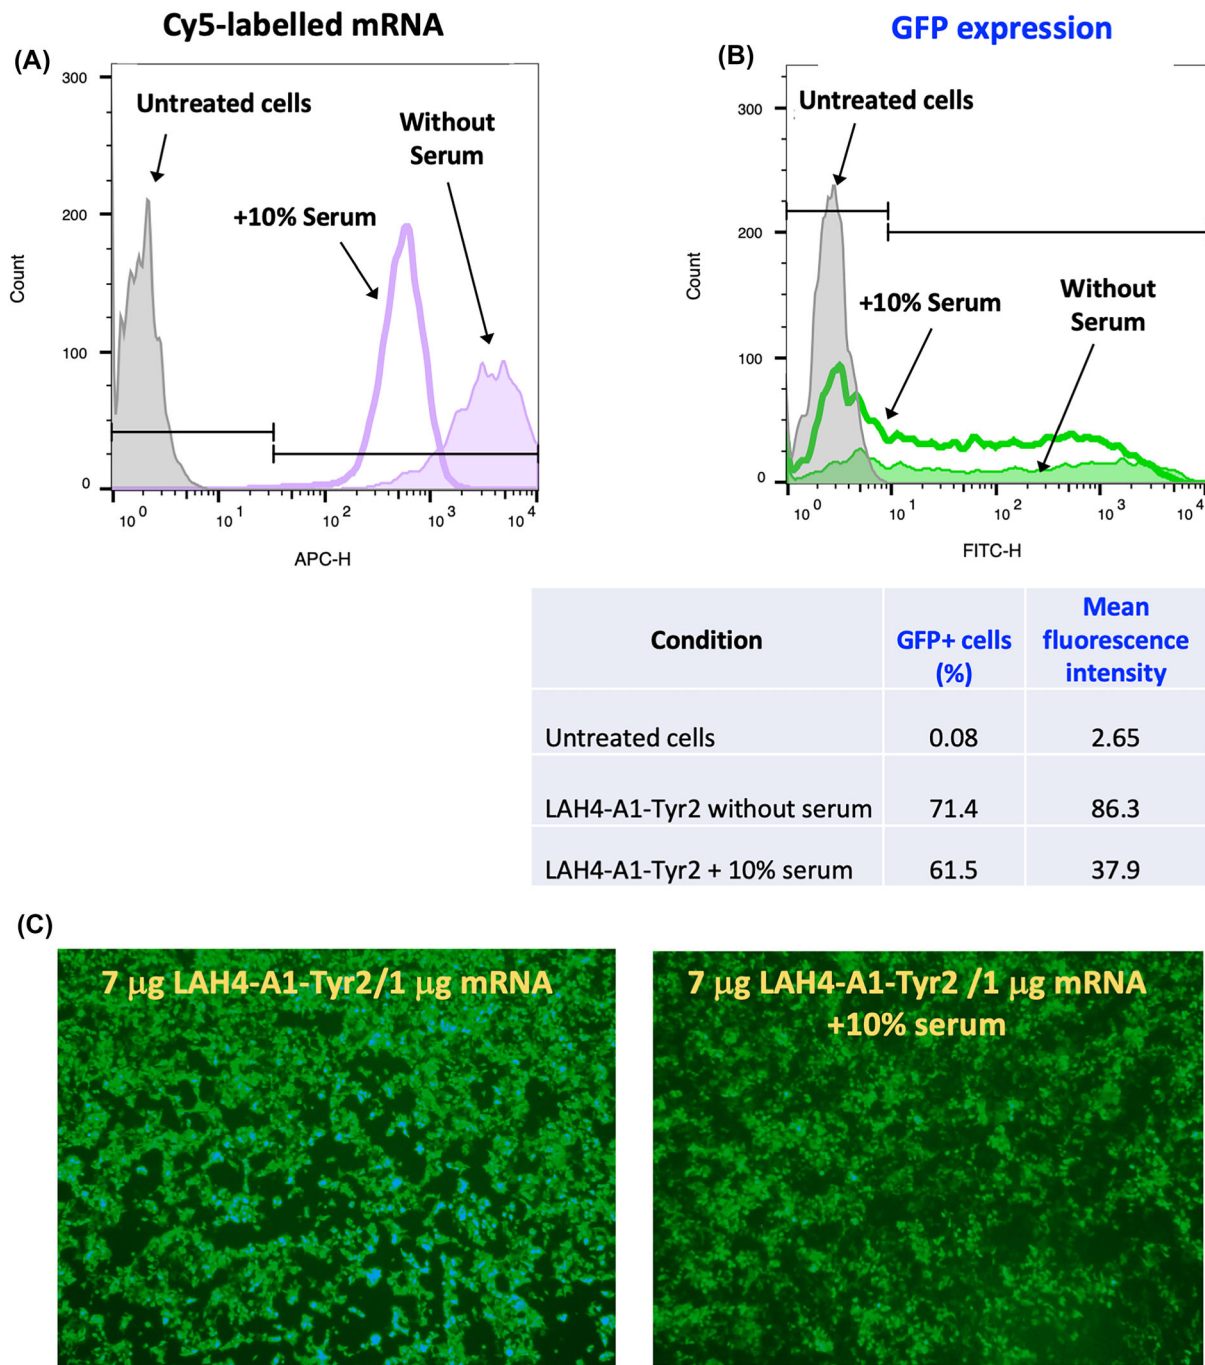 Cy5-labelled mRNA
(A)
300
200
100
0
Count
Untreated cells
Without
Serum
+10% Serum
10 0
10 1
10 2
10 3
10 4
APC-H
GFP expression
(B)
300
200
100
0
Count
Untreated cells
+10% Serum
Without
Serum
10 0
10 1
10 2
10 3
10 4
FITC-H
Condition GFP+ cells (%) Mean fluorescence intensity
Untreated cells 0.08 2.65
LAH4-A1-Tyr2 without serum 71.4 86.3
LAH4-A1-Tyr2 + 10% serum 61.5 37.9
(C)
7 μg LAH4-A1-Tyr2/1 μg mRNA
7 μg LAH4-A1-Tyr2 /1 μg mRNA
+10% serum